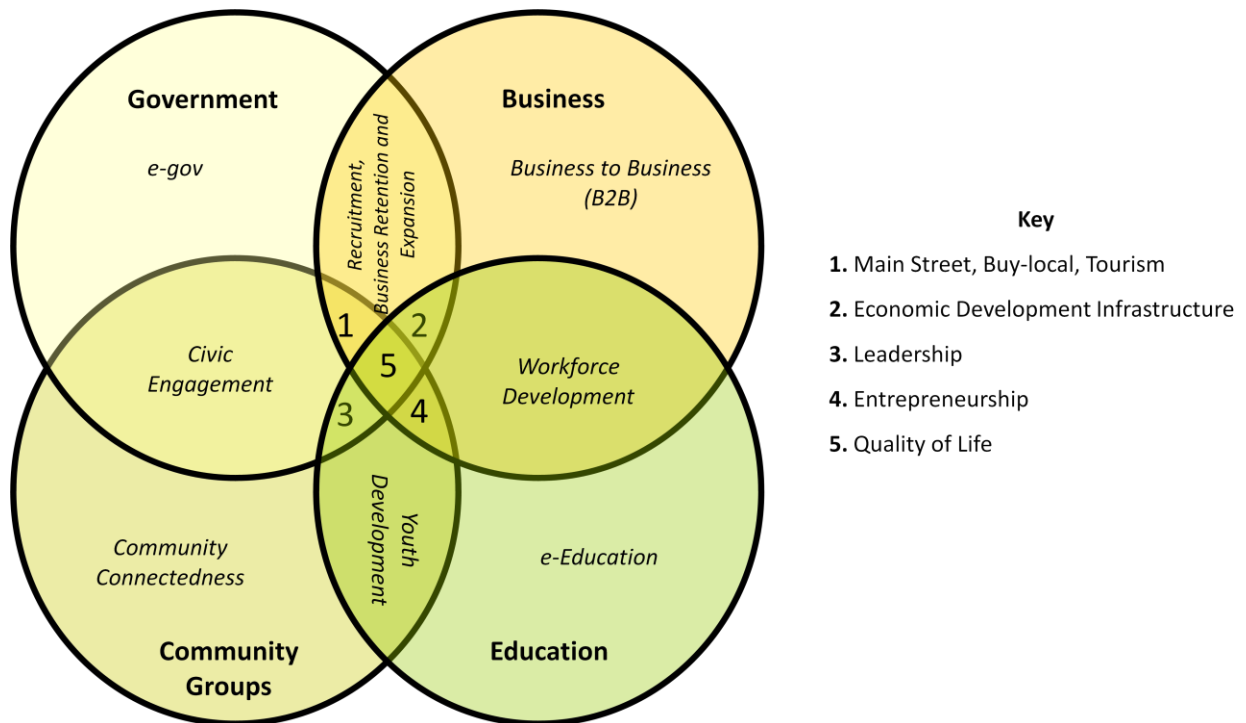 Government
Business
e-gov
Recruitment,
Business Retention and
Expansion
Business to Business
(B2B)
1
2
Civic
Engagement
5
Workforce
Development
3
4
Youth
Development
Community
Connectedness
e-Education
Community
Groups
Education
Key
1. Main Street, Buy-local, Tourism
2. Economic Development Infrastructure
3. Leadership
4. Entrepreneurship
5. Quality of Life